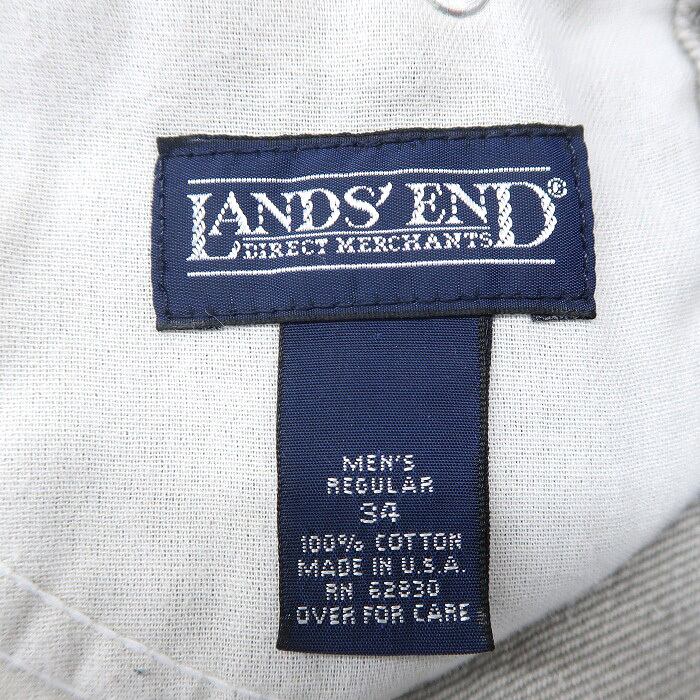 LANDS' END®
DIRECT MERCHANTS
MEN'S
REGULAR
34
100% COTTON
MADE IN U.S.A.
RN 62830
OVER FOR CARE